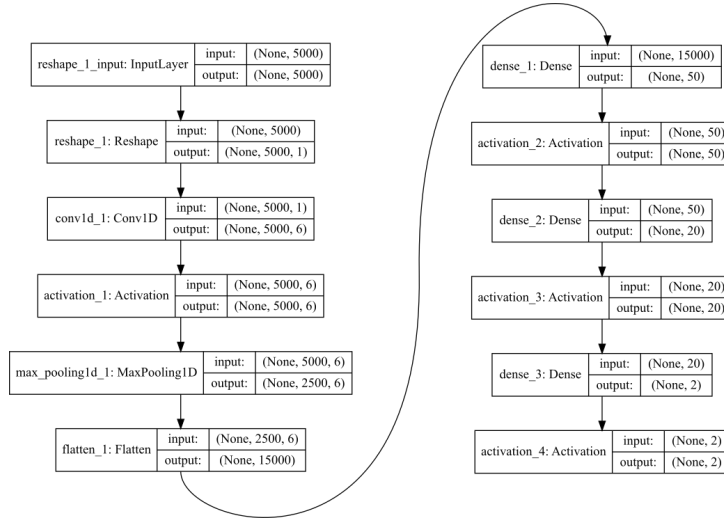 reshape_1_input: InputLayer
input: (None, 5000)
output: (None, 5000)
reshape_1: Reshape
input: (None, 5000)
output: (None, 5000, 1)
conv1d_1: Conv1D
input: (None, 5000, 1)
output: (None, 5000, 6)
activation_1: Activation
input: (None, 5000, 6)
output: (None, 5000, 6)
max_pooling1d_1: MaxPooling1D
input: (None, 5000, 6)
output: (None, 2500, 6)
flatten_1: Flatten
input: (None, 2500, 6)
output: (None, 15000)
dense_1: Dense
input: (None, 15000)
output: (None, 50)
activation_2: Activation
input: (None, 50)
output: (None, 50)
dense_2: Dense
input: (None, 50)
output: (None, 20)
activation_3: Activation
input: (None, 20)
output: (None, 20)
dense_3: Dense
input: (None, 20)
output: (None, 2)
activation_4: Activation
input: (None, 2)
output: (None, 2)